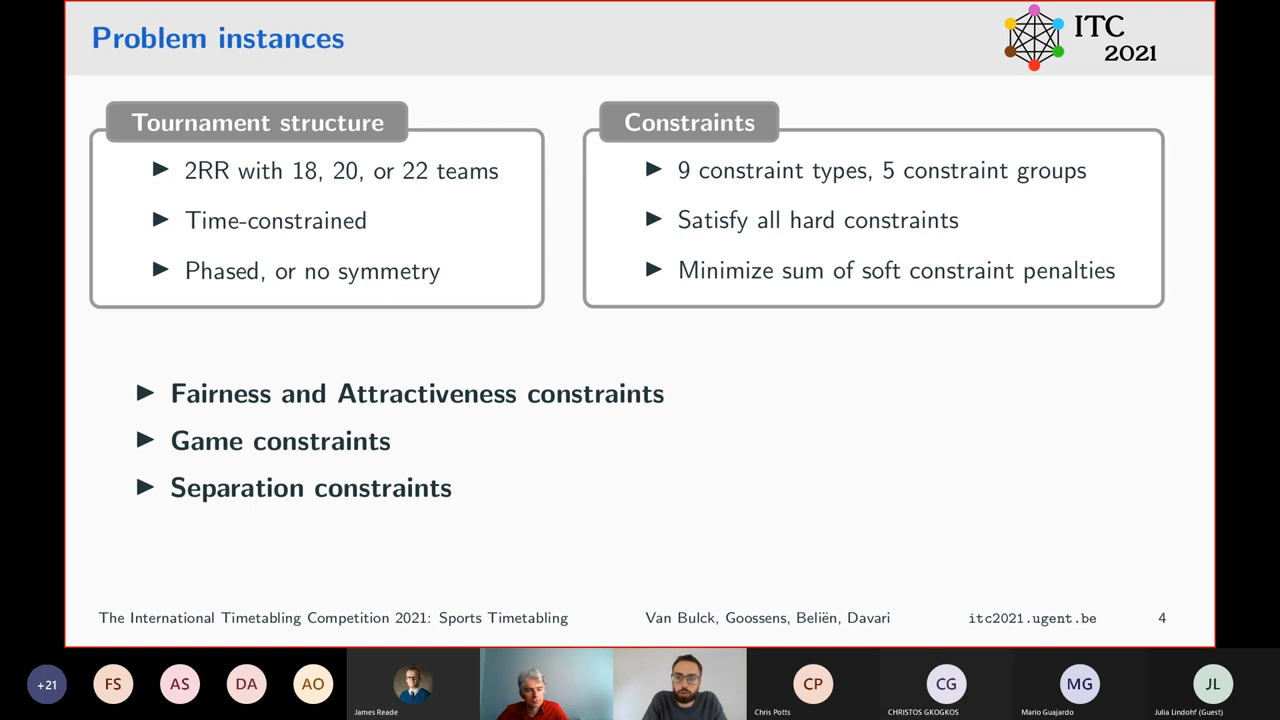 Problem instances
ITC
2021
Tournament structure
► 2RR with 18, 20, or 22 teams
► Time-constrained
► Phased, or no symmetry
Constraints
► 9 constraint types, 5 constraint groups
► Satisfy all hard constraints
► Minimize sum of soft constraint penalties
► Fairness and Attractiveness constraints
► Game constraints
► Separation constraints
The International Timetabling Competition 2021: Sports Timetabling Van Bulck, Goossens, Beliën, Davari itc2021.ugent.be 4
+21 FS AS DA AO CP CG MG JL
James Reade Chris Potts CHRISTOS GKOGKOS Mario Guajardo Julia Lindohf (Guest)